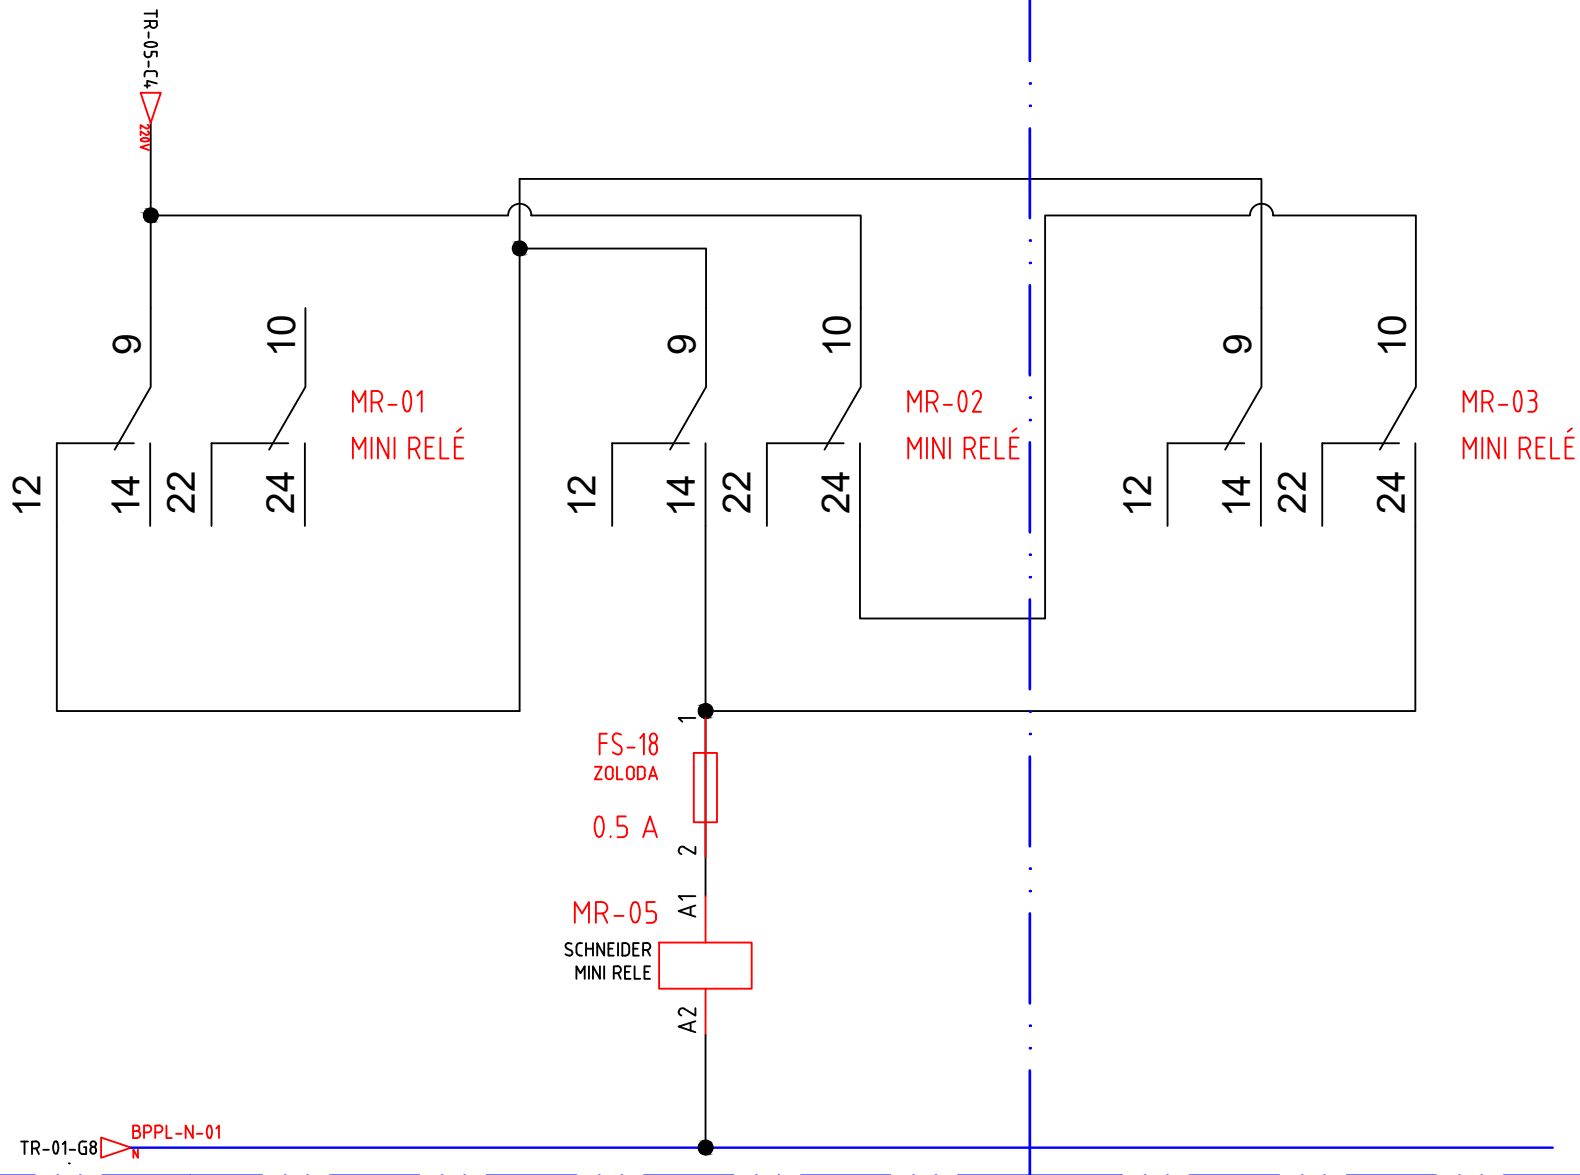 TR-05-C4
220V
9
10
MR-01
MINI RELÉ
12
14
22
24
9
10
MR-02
MINI RELÉ
12
14
22
24
9
10
MR-03
MINI RELÉ
12
14
22
24
1
FS-18
ZOLODA
0.5 A
2
A1
MR-05
SCHNEIDER
MINI RELE
A2
BPPL-N-01
TR-01-G8
N